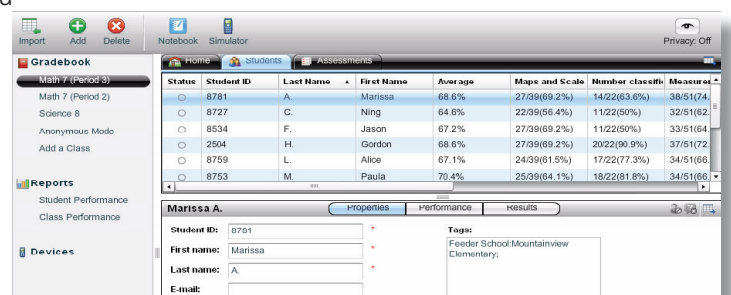 d
Import Add Delete Notebook Simulator Privacy: Off
Gradebook
Math 7 (Period 3)
Math 7 (Period 2)
Science 8
Anonymous Mode
Add a Class
Reports
Student Performance
Class Performance
Devices
Home Students Assessments
Status Student ID Last Name First Name Average Maps and Scale Number classifi Measurer
8781 A. Marissa 68.6% 27/39(69.2%) 14/22(63.6%) 38/51(74.
8727 C. Ning 64.6% 22/39(56.4%) 11/22(50%) 32/51(62.
8534 F. Jason 67.2% 27/39(69.2%) 11/22(50%) 33/51(64.
2504 H. Gordon 68.6% 27/39(69.2%) 20/22(90.9%) 37/51(72.
8759 L. Alice 67.1% 24/39(61.5%) 17/22(77.3%) 34/51(66.
8753 M. Paula 70.4% 25/39(64.1%) 18/22(81.8%) 34/51(66.
Marissa A. Properties Performance Results
Student ID: 8781 *
First name: Marissa *
Last name: A.
E-mail:
Tags:
Feeder School:Mountainview
Elementary;